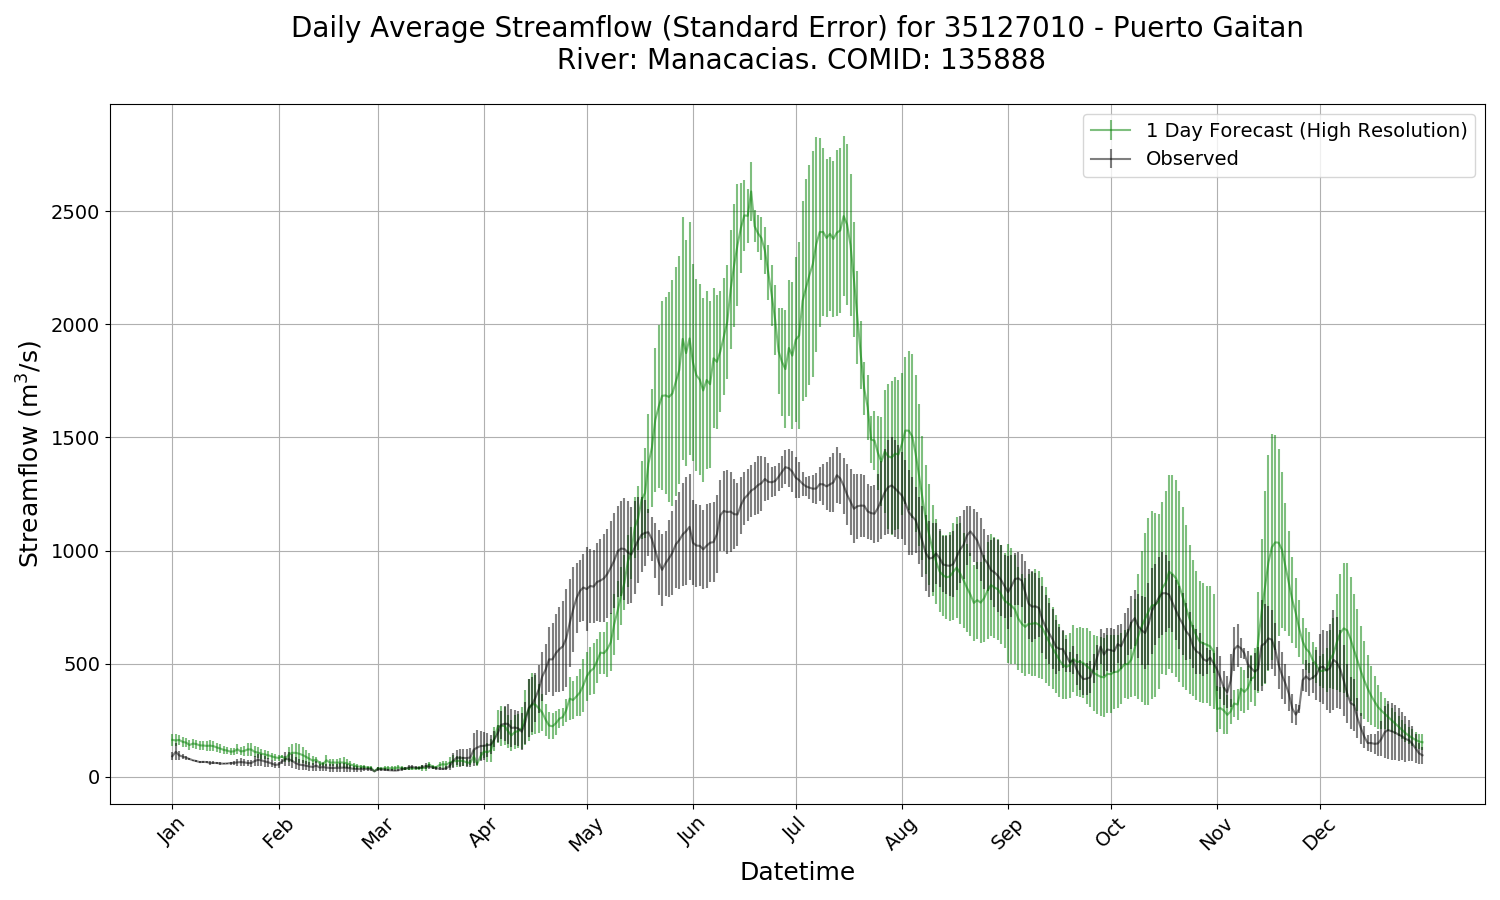 Daily Average Streamflow (Standard Error) for 35127010 - Puerto Gaitan
River: Manacacias. COMID: 135888
1 Day Forecast (High Resolution)
Observed
Streamflow (m³/s)
2500
2000
1500
1000
500
0
Jan Feb Mar Apr May Jun Jul Aug Sep Oct Nov Dec
Datetime